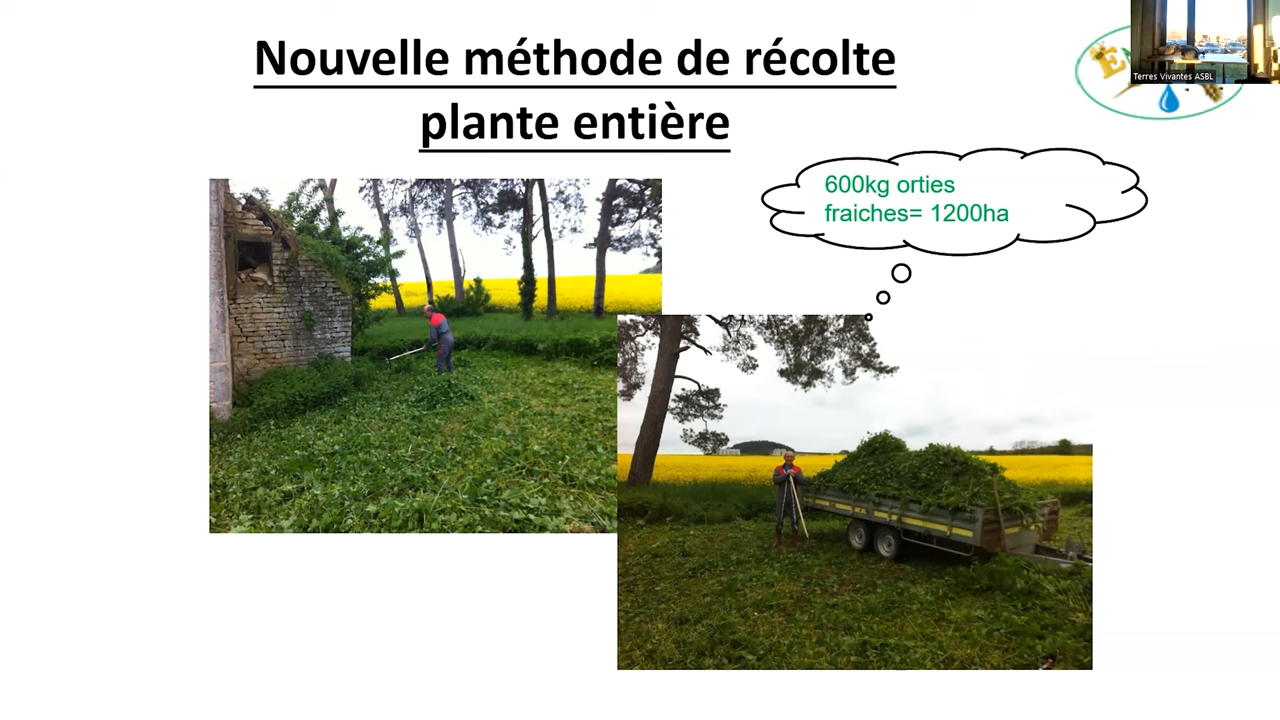 Nouvelle méthode de récolte
plante entière
Terres Vivantes ASBL
600kg orties
fraiches= 1200ha